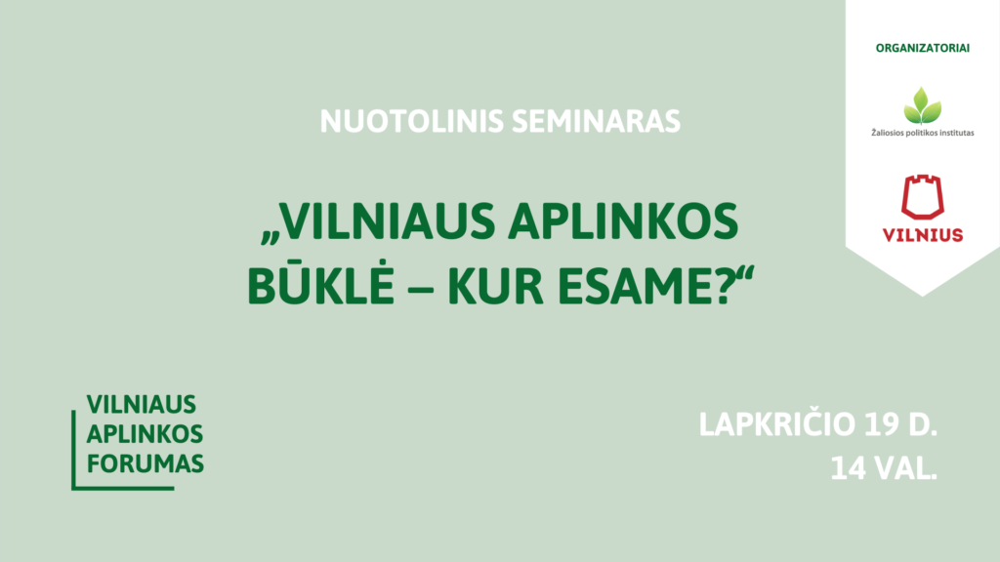 ORGANIZATORIAI
Žaliosios politikos institutas
VILNIUS
NUOTOLINIS SEMINARAS
„VILNIAUS APLINKOS
BŪKLĖ – KUR ESAME?“
VILNIAUS
APLINKOS
FORUMAS
LAPKRIČIO 19 D.
14 VAL.